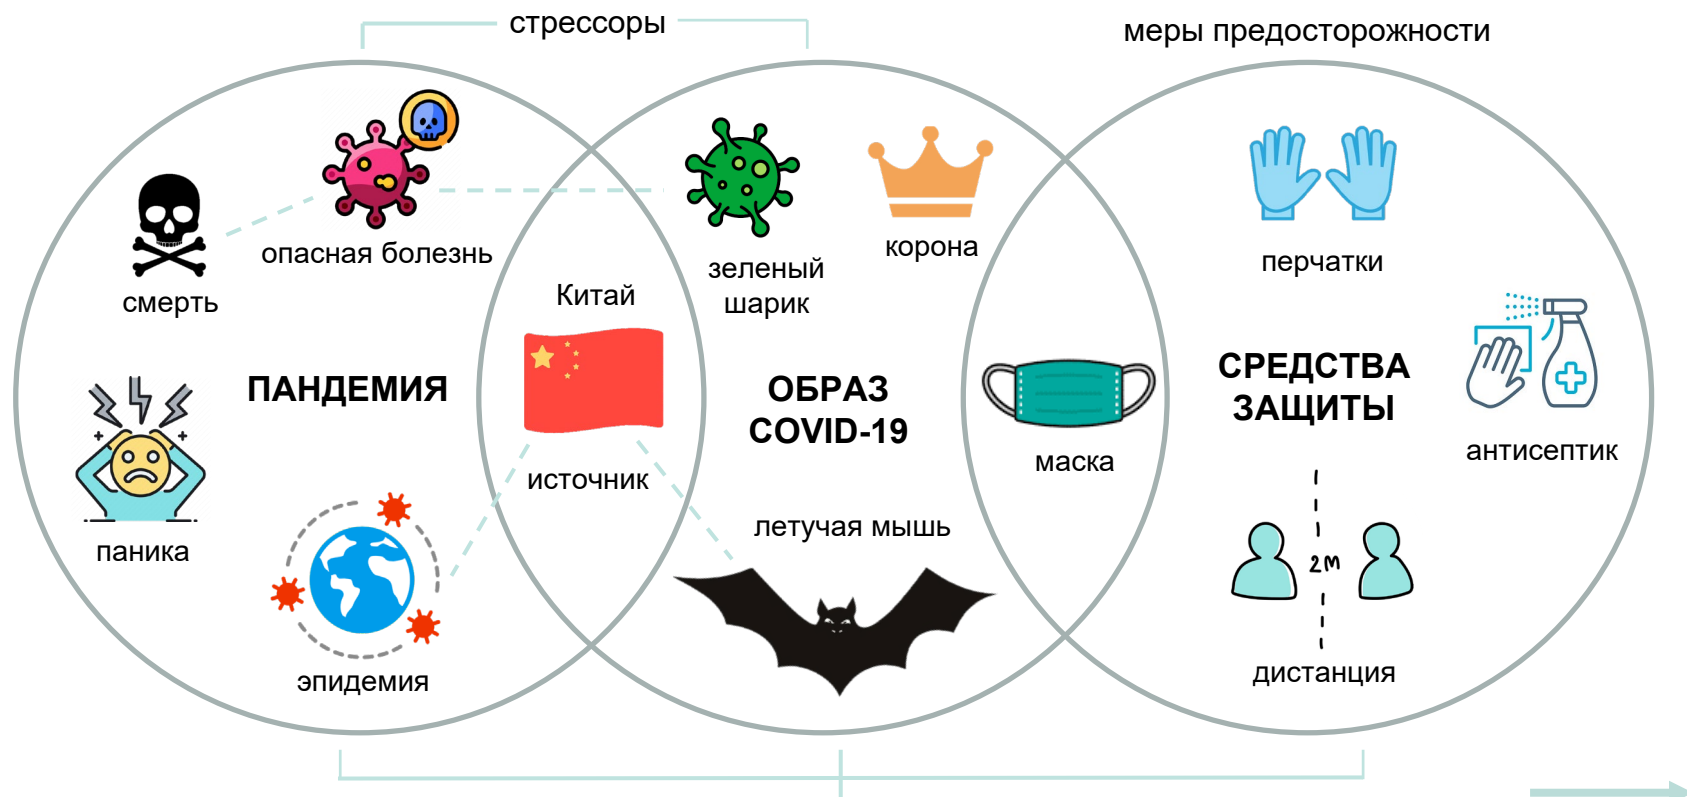 стрессоры
меры предосторожности
опасная болезнь
смерть
зеленый
шарик
корона
перчатки
Китай
ПАНДЕМИЯ
ОБРАЗ
COVID-19
СРЕДСТВА
ЗАЩИТЫ
источник
маска
антисептик
паника
летучая мышь
2м
эпидемия
дистанция